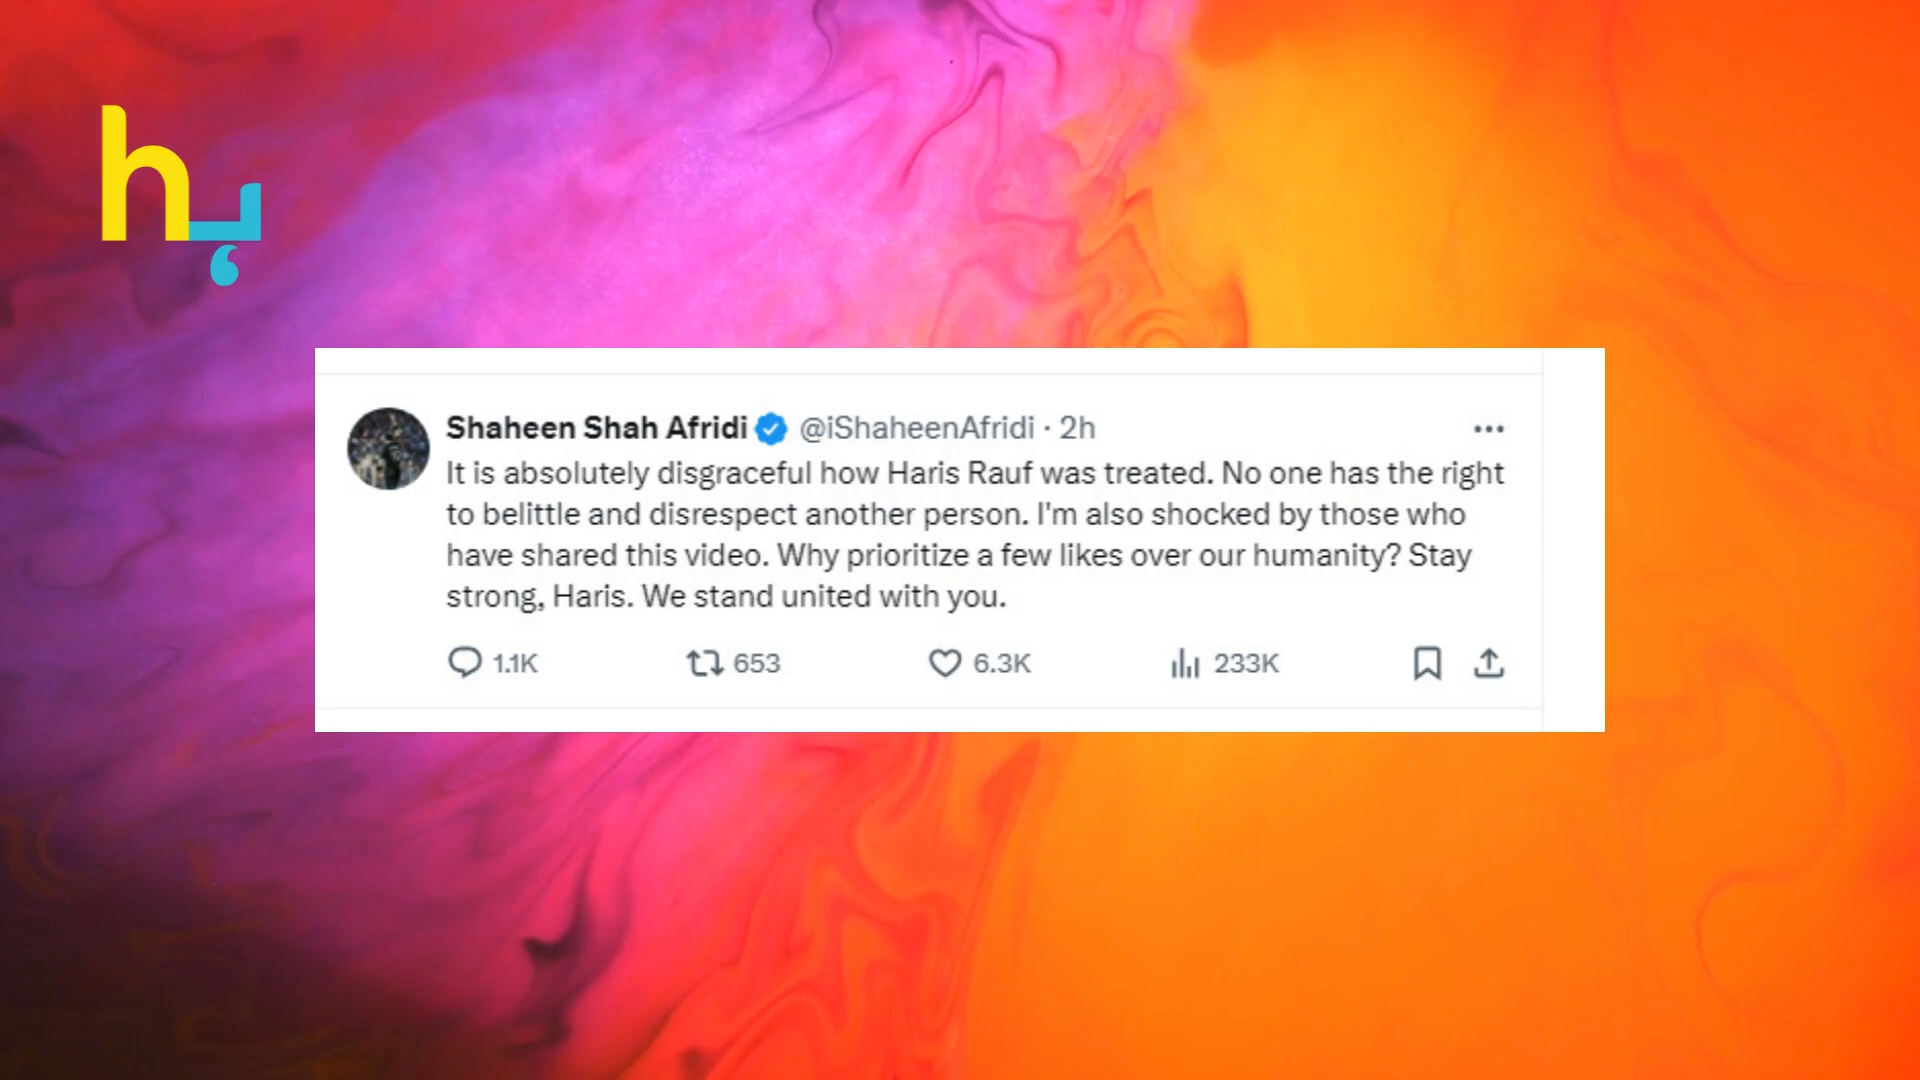 h
Shaheen Shah Afridi @iShaheenAfridi · 2h
It is absolutely disgraceful how Haris Rauf was treated. No one has the right
to belittle and disrespect another person. I'm also shocked by those who
have shared this video. Why prioritize a few likes over our humanity? Stay
strong, Haris. We stand united with you.
1.1K 653 6.3K 233K